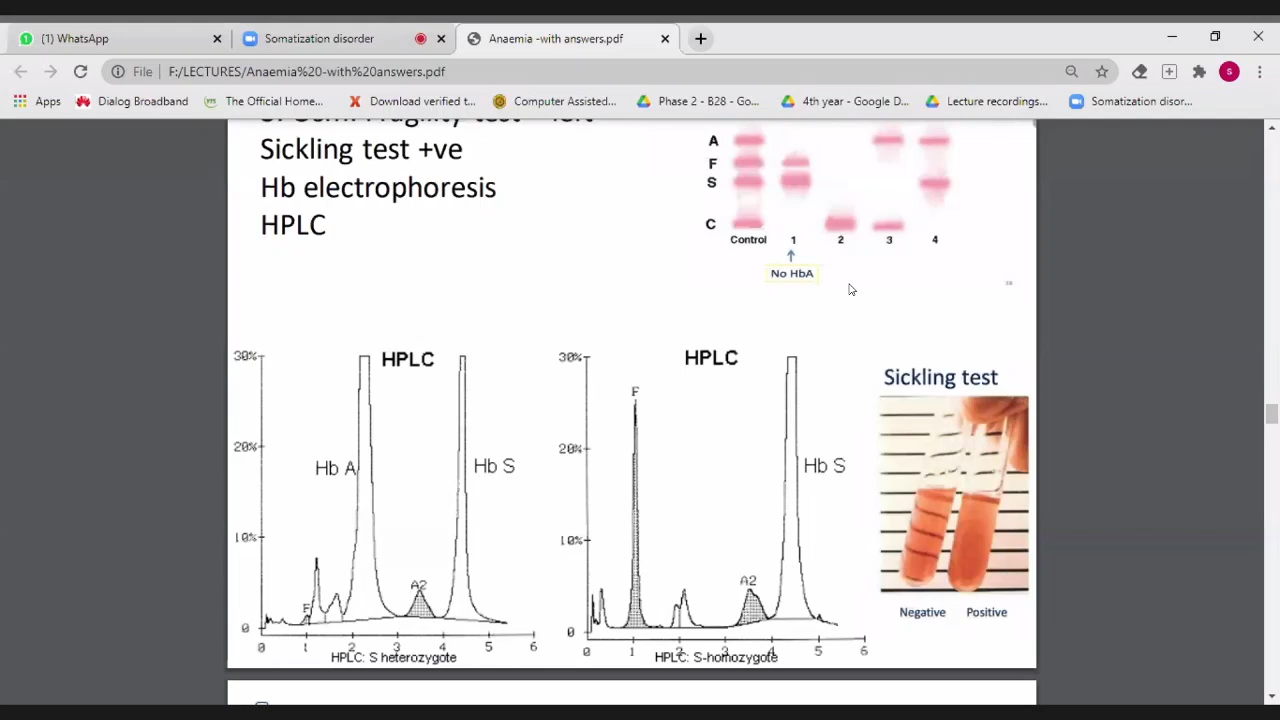 (1) WhatsApp
Somatization disorder
Anaemia -with answers.pdf
File
F:/LECTURES/Anaemia%20-with%20answers.pdf
S
Apps
Dialog Broadband
The Official Home...
Download verified t...
Computer Assisted...
Phase 2 - B28 - Go...
4th year - Google D...
Lecture recordings...
Somatization disor...
Sickling test +ve
Hb electrophoresis
HPLC
A
F
S
C
Control 1 2 3 4
No HbA
HPLC
30%
20%
10%
0
Hb A
Hb S
F
A2
0 1 2 3 4 5 6
HPLC: S heterozygote
HPLC
30%
20%
10%
0
F
A2
Hb S
0 1 2 3 4 5 6
HPLC: S-homozygote
Sickling test
Negative Positive